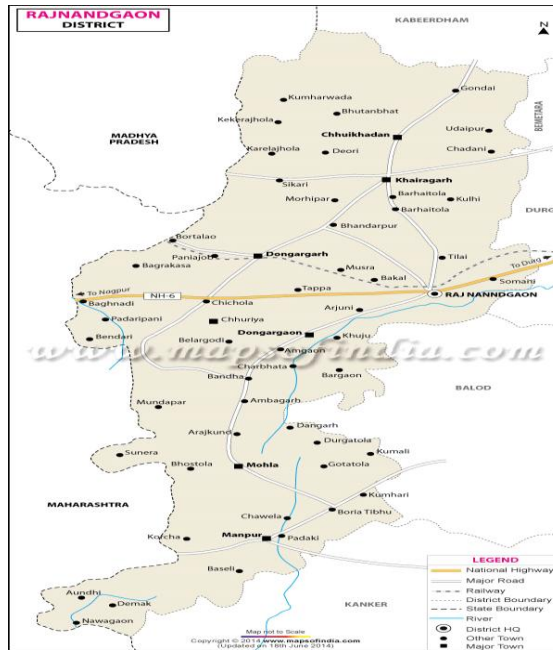 RAJNANDGAON
DISTRICT
KABEERDHAM
N
Gondai
Kumharwada
Bhutanbhat
Kekerajhola
BEMETARA
MADHYA
PRADESH
Chhuikhadan
Udaipur
Karelajhola
Deori
Chadani
Khairagarh
Sikari
Morhipar
Barhaitola
Kulhi
Barhaitola
DURG
Bhandarpur
Bortalao
Paniajob
Dongargarh
Tilai
To Durg
Bagrakasa
Musra
Bakal
Somani
To Nagpur
Tappa
NH-6
RAJ NANNDGAON
Baghnadi
Chichola
Arjuni
Padaripani
Chhuriya
Dongargaon
Bendari
Belargodi
Khuju
www.mapsofindia.com
Amgaon
Charbhata
Bargaon
Bandha
BALOD
Mundapar
Ambagarh
Arajkund
Dangarh
Durgatola
Sunera
Kumali
Bhostola
Mohla
Gotatola
MAHARASHTRA
Kumhari
Chawela
Boria Tibhu
Korcha
Manpur
Padaki
Baseli
Aundhi
Demak
Nawagaon
KANKER
LEGEND
National Highway
Major Road
Railway
District Boundary
State Boundary
River
District HQ
Other Town
Major Town
Map not to Scale
Copyright © 2014 www.mapsofindia.com
(Updated on 18th June 2014)